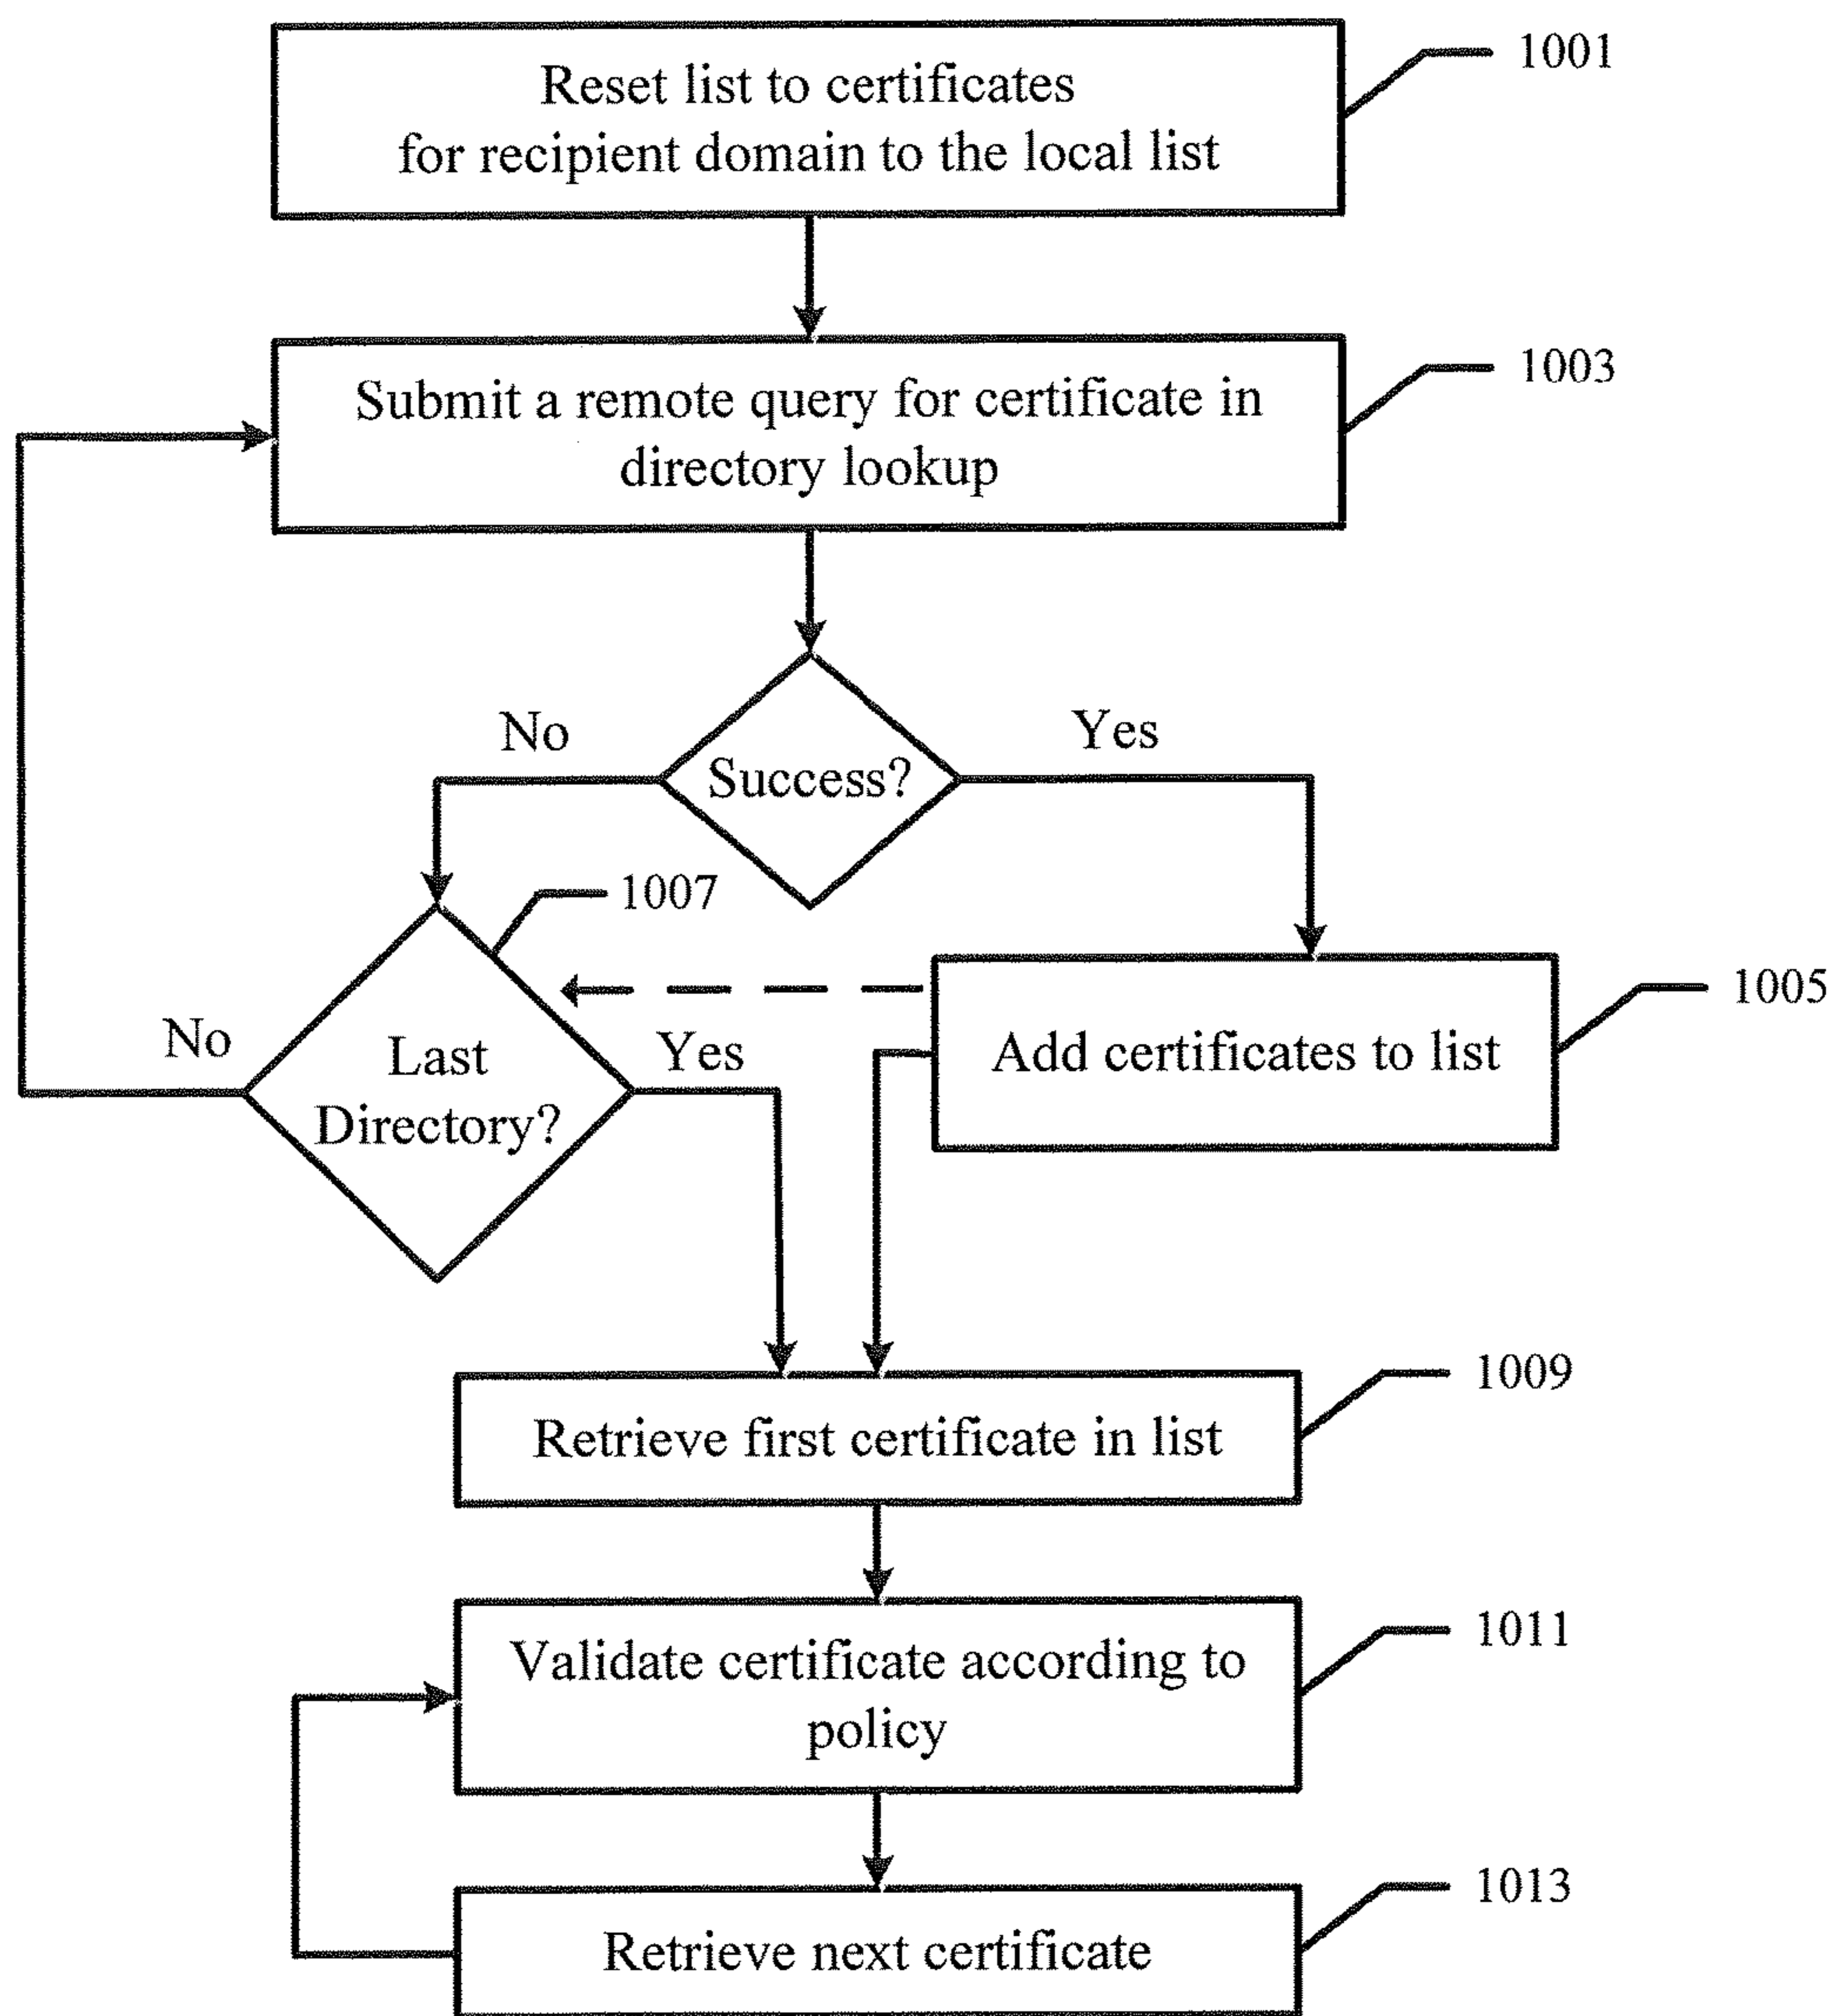 Reset list to certificates
for recipient domain to the local list
1001
Submit a remote query for certificate in
directory lookup
1003
Success?
No
Yes
1007
Last
Directory?
No
Yes
Add certificates to list
1005
Retrieve first certificate in list
1009
Validate certificate according to
policy
1011
Retrieve next certificate
1013